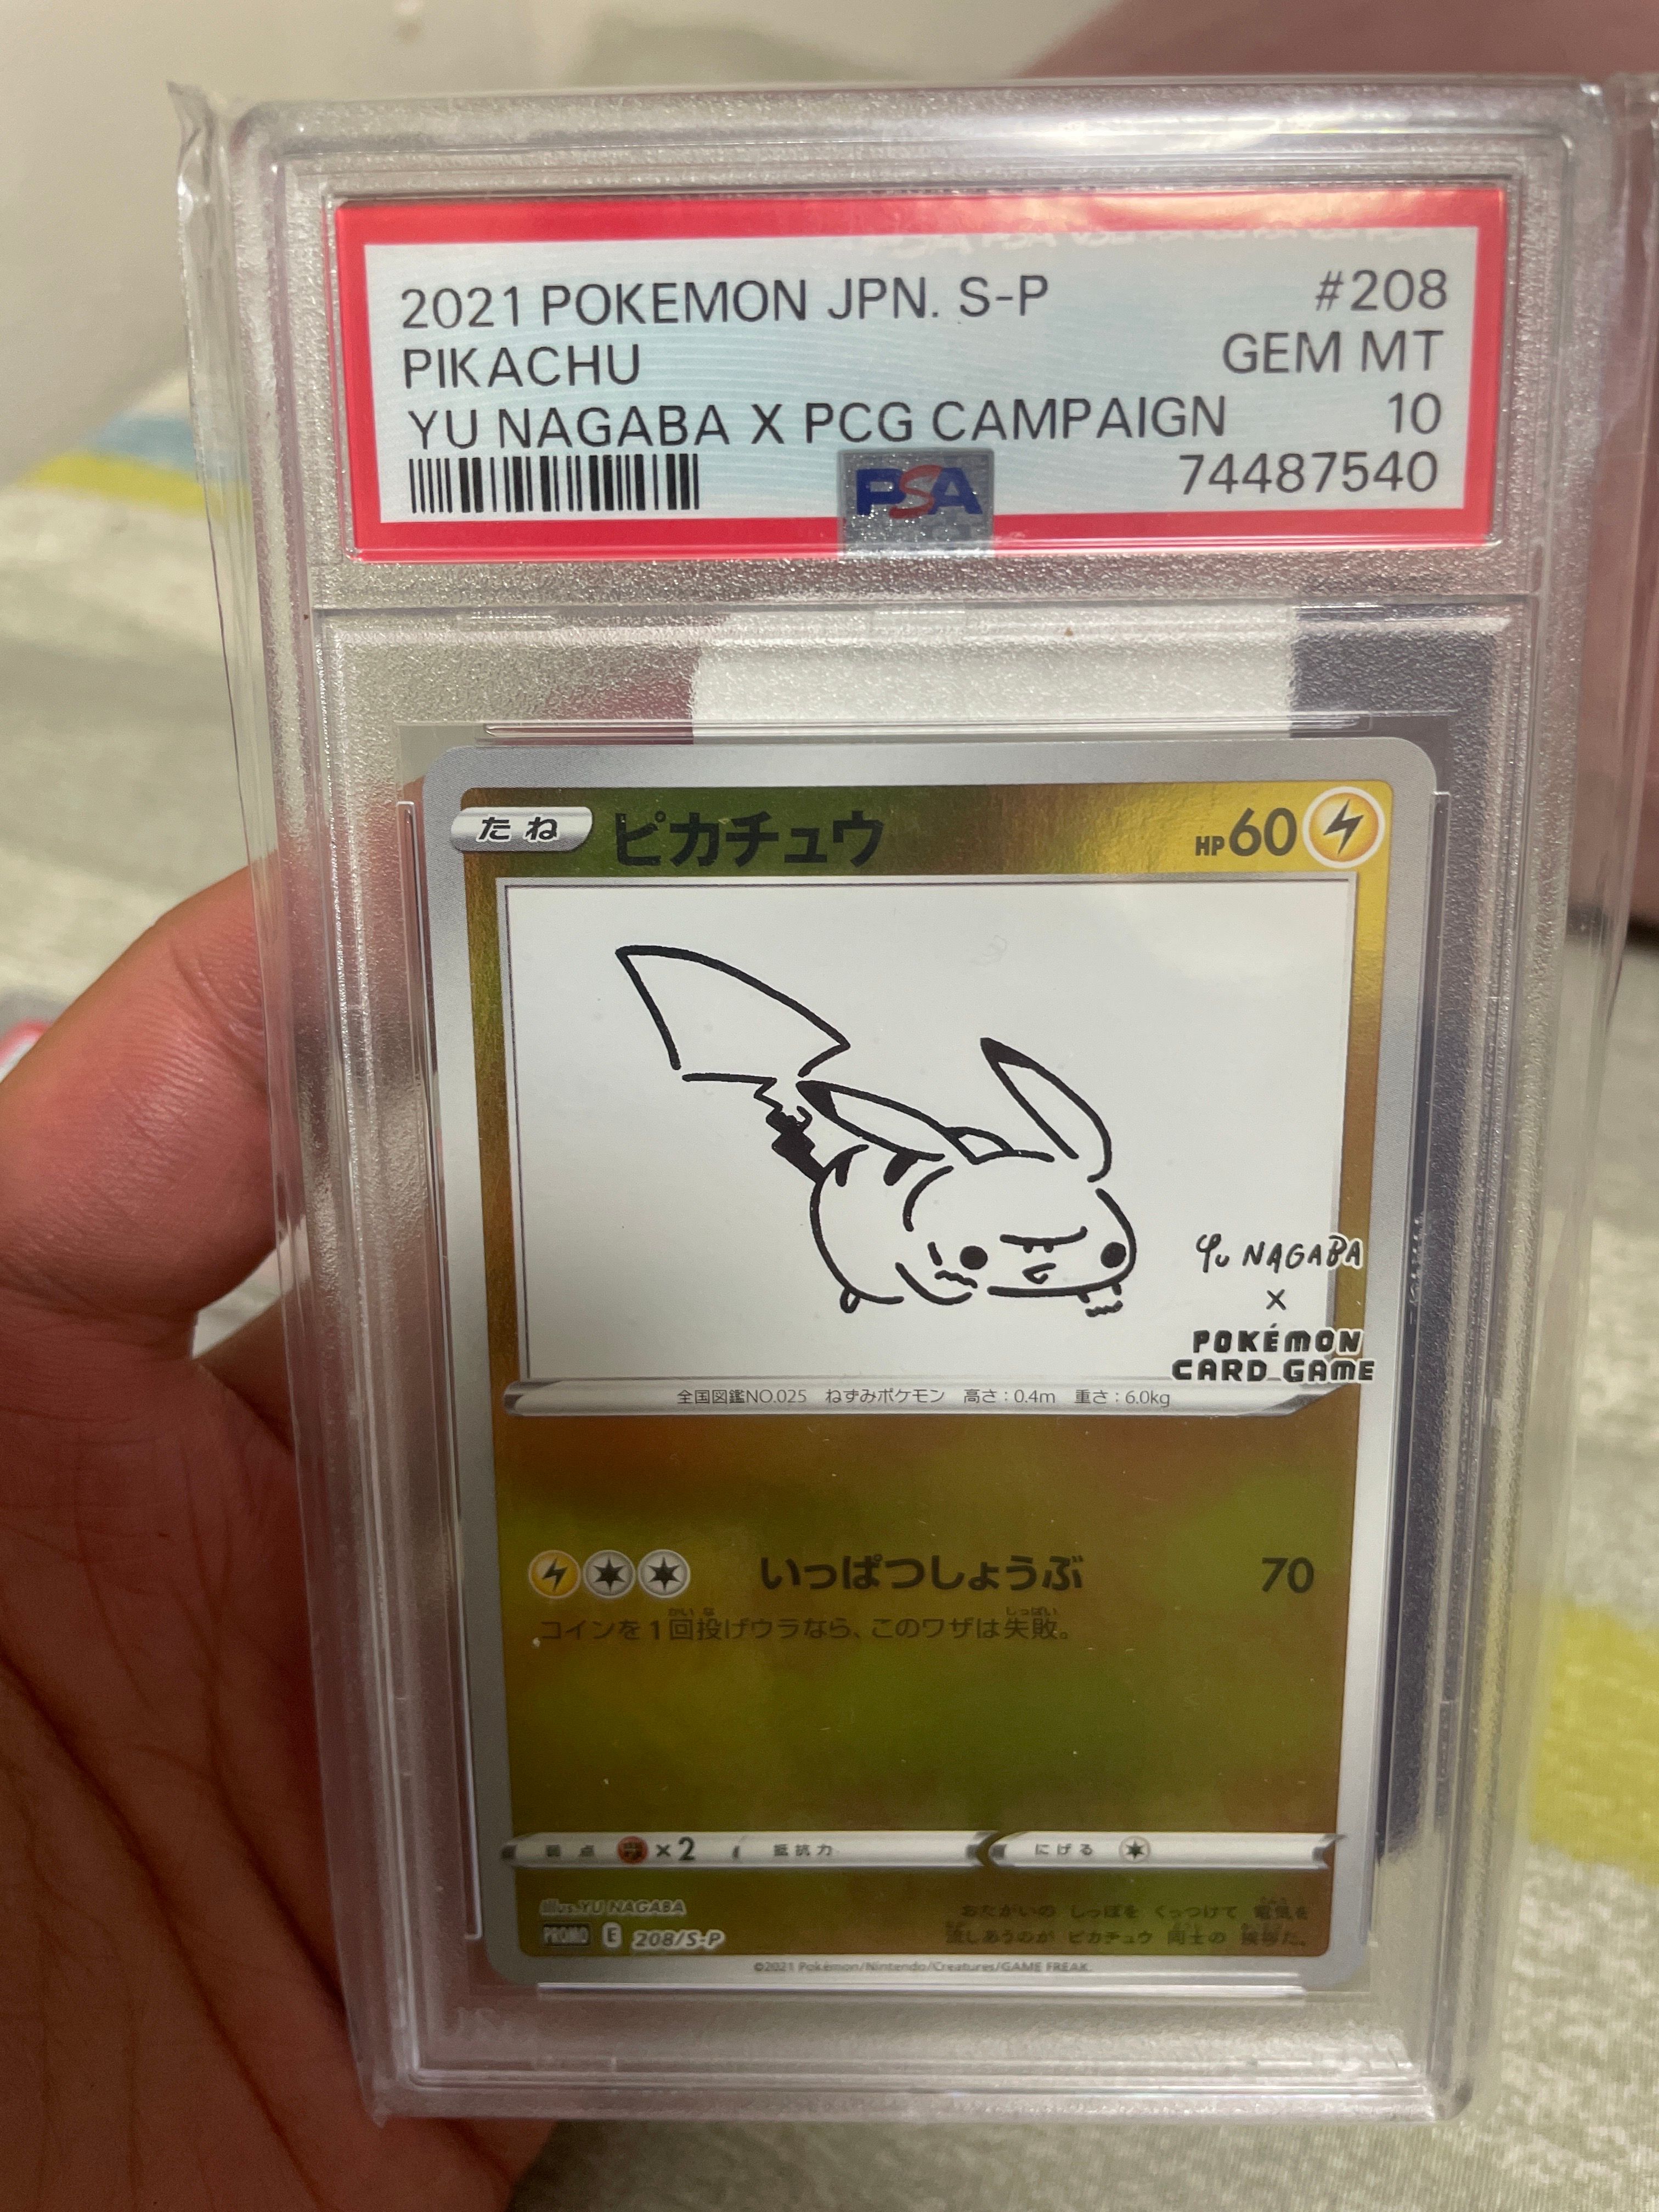 2021 POKEMON JPN. S-P #208
PIKACHU GEM MT
YU NAGABA X PCG CAMPAIGN 10
PSA 74487540
たね ピカチュウ HP60
YU NAGABA
×
POKÉMON
CARD GAME
全国図鑑NO.025 ねずみポケモン 高さ:0.4m 重さ:6.0kg
いっぱつしょうぶ 70
コインを1回投げウラなら、このワザは失敗。
弱点 ×2 抵抗力 にげる
illus.YU NAGABA
おたがいの しっぽを くっつけて 電気を
PROMO E 208/S-P
流しあうのが ピカチュウ 同士の 挨拶だ。
©2021 Pokémon/Nintendo/Creatures/GAME FREAK.